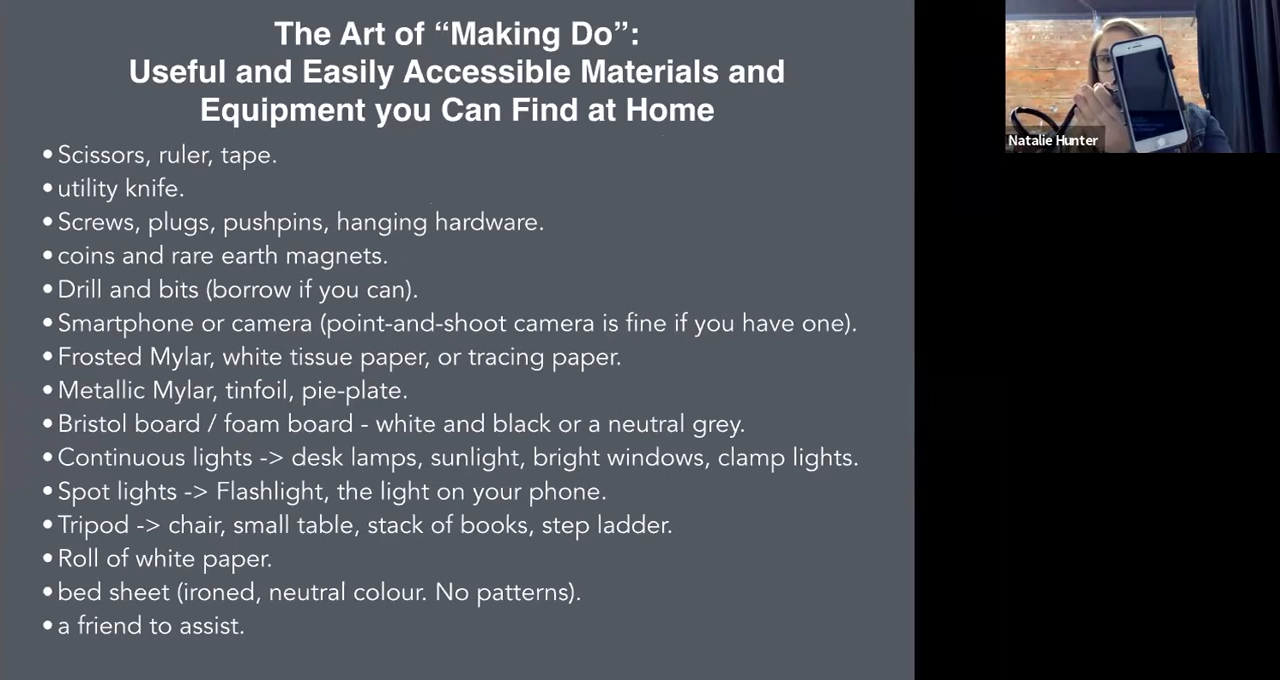 The Art of “Making Do”:
Useful and Easily Accessible Materials and
Equipment you Can Find at Home
•Scissors, ruler, tape.
•utility knife.
•Screws, plugs, pushpins, hanging hardware.
•coins and rare earth magnets.
•Drill and bits (borrow if you can).
•Smartphone or camera (point-and-shoot camera is fine if you have one).
•Frosted Mylar, white tissue paper, or tracing paper.
•Metallic Mylar, tinfoil, pie-plate.
•Bristol board / foam board - white and black or a neutral grey.
•Continuous lights -> desk lamps, sunlight, bright windows, clamp lights.
•Spot lights -> Flashlight, the light on your phone.
•Tripod -> chair, small table, stack of books, step ladder.
•Roll of white paper.
•bed sheet (ironed, neutral colour. No patterns).
•a friend to assist.
Natalie Hunter